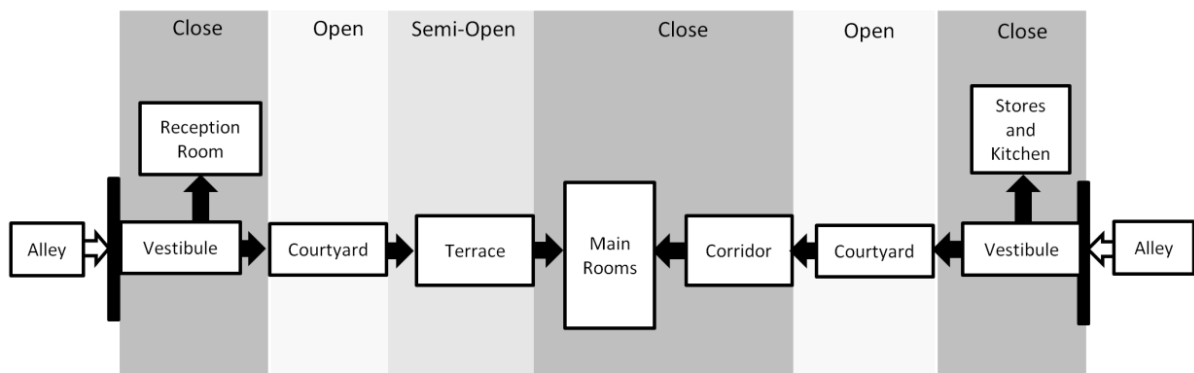 Close Open Semi-Open Close Open Close
Reception
Room
Stores
and
Kitchen
Alley Vestibule Courtyard Terrace Main
Rooms Corridor Courtyard Vestibule Alley